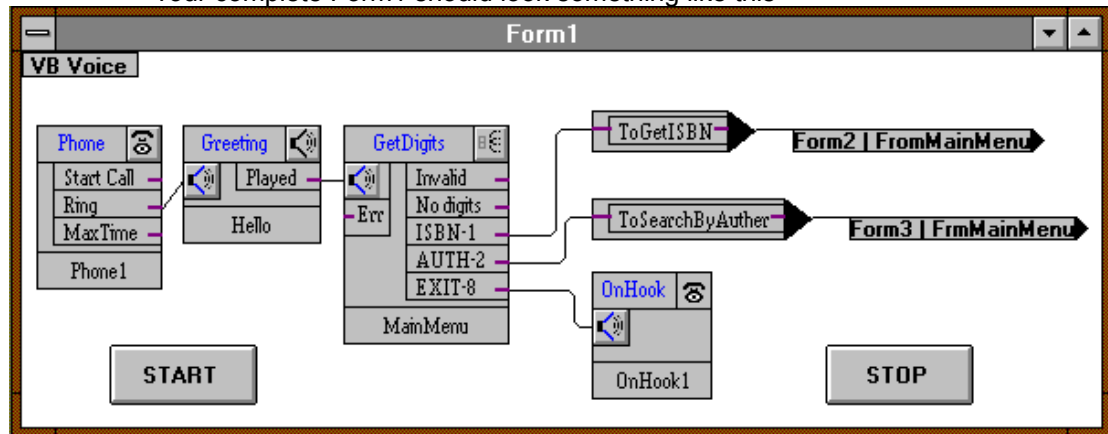 Your complete Form1 should look something like this
Form1
VB Voice
Phone
Start Call
Ring
MaxTime
Phone1
Greeting
Played
Hello
GetDigits
Err
Invalid
No digits
ISBN-1
AUTH-2
EXIT-8
MainMenu
ToGetISBN
Form2 | FromMainMenu
ToSearchByAuther
Form3 | FrmMainMenu
OnHook
OnHook1
START
STOP